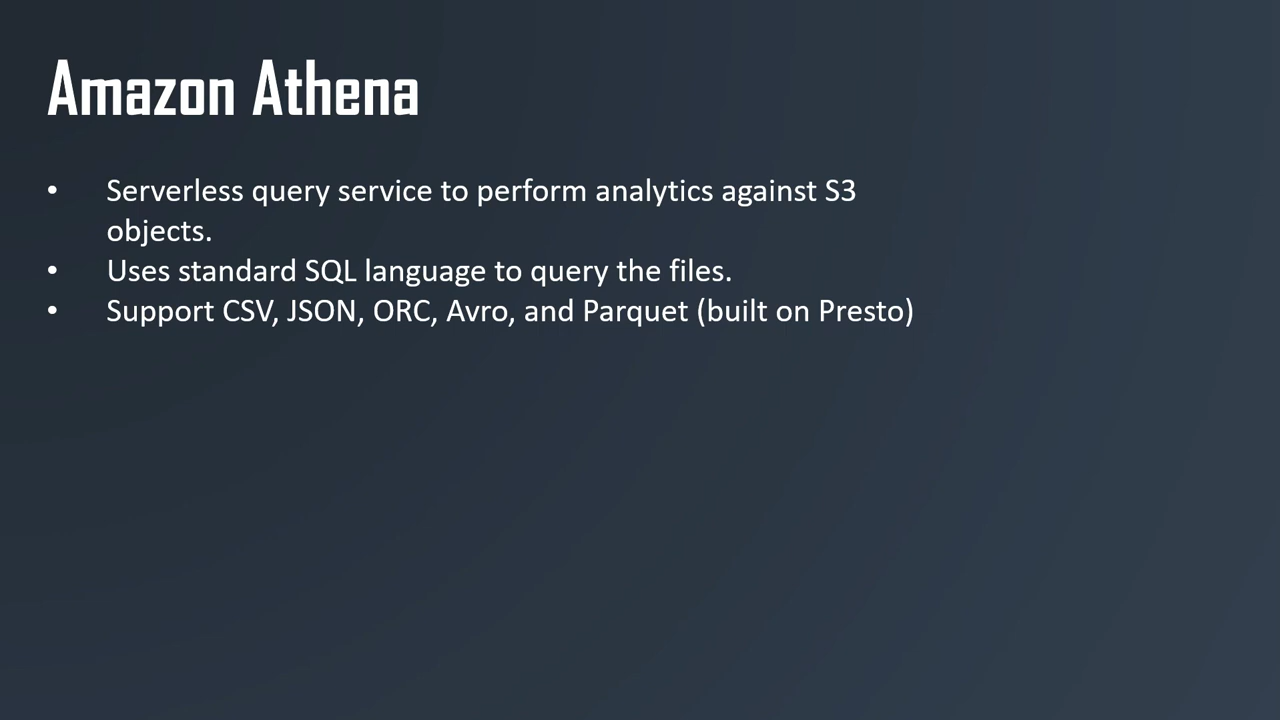 Amazon Athena
• Serverless query service to perform analytics against S3
objects.
• Uses standard SQL language to query the files.
• Support CSV, JSON, ORC, Avro, and Parquet (built on Presto)